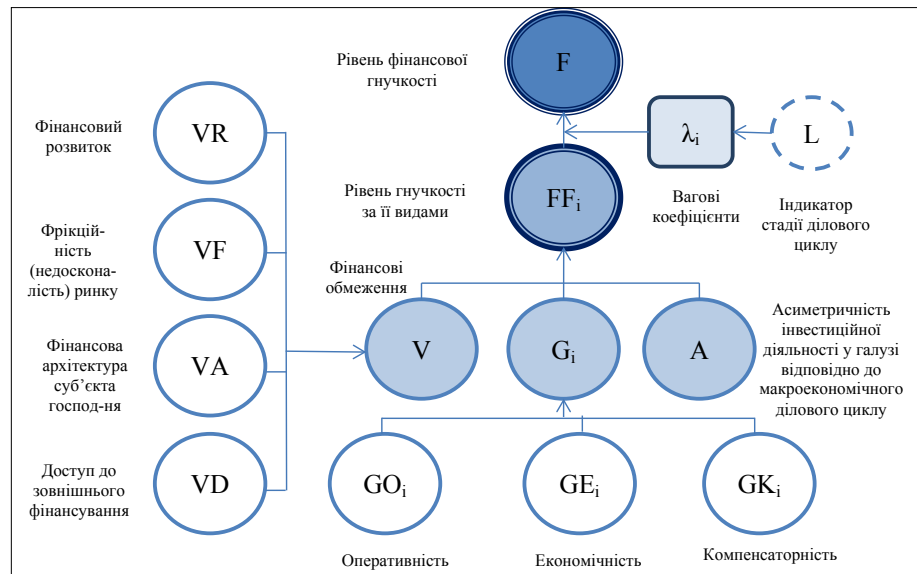 F
Рівень фінансової
гнучкості
VR
Фінансовий
розвиток
λi
L
FFi
Рівень гнучкості
за її видами
Вагові
коефіцієнти
Індикатор
стадії ділового
циклу
VF
Фрікцій-
ність
(недоскона-
лість) ринку
Фінансові
обмеження
V
Gi
A
Асиметричність
інвестиційної
діяльності у галузі
відповідно до
макроекономічного
ділового циклу
VA
Фінансова
архітектура
суб’єкта
господ-ня
VD
Доступ до
зовнішнього
фінансування
GOi
GEi
GKi
Оперативність
Економічність
Компенсаторність